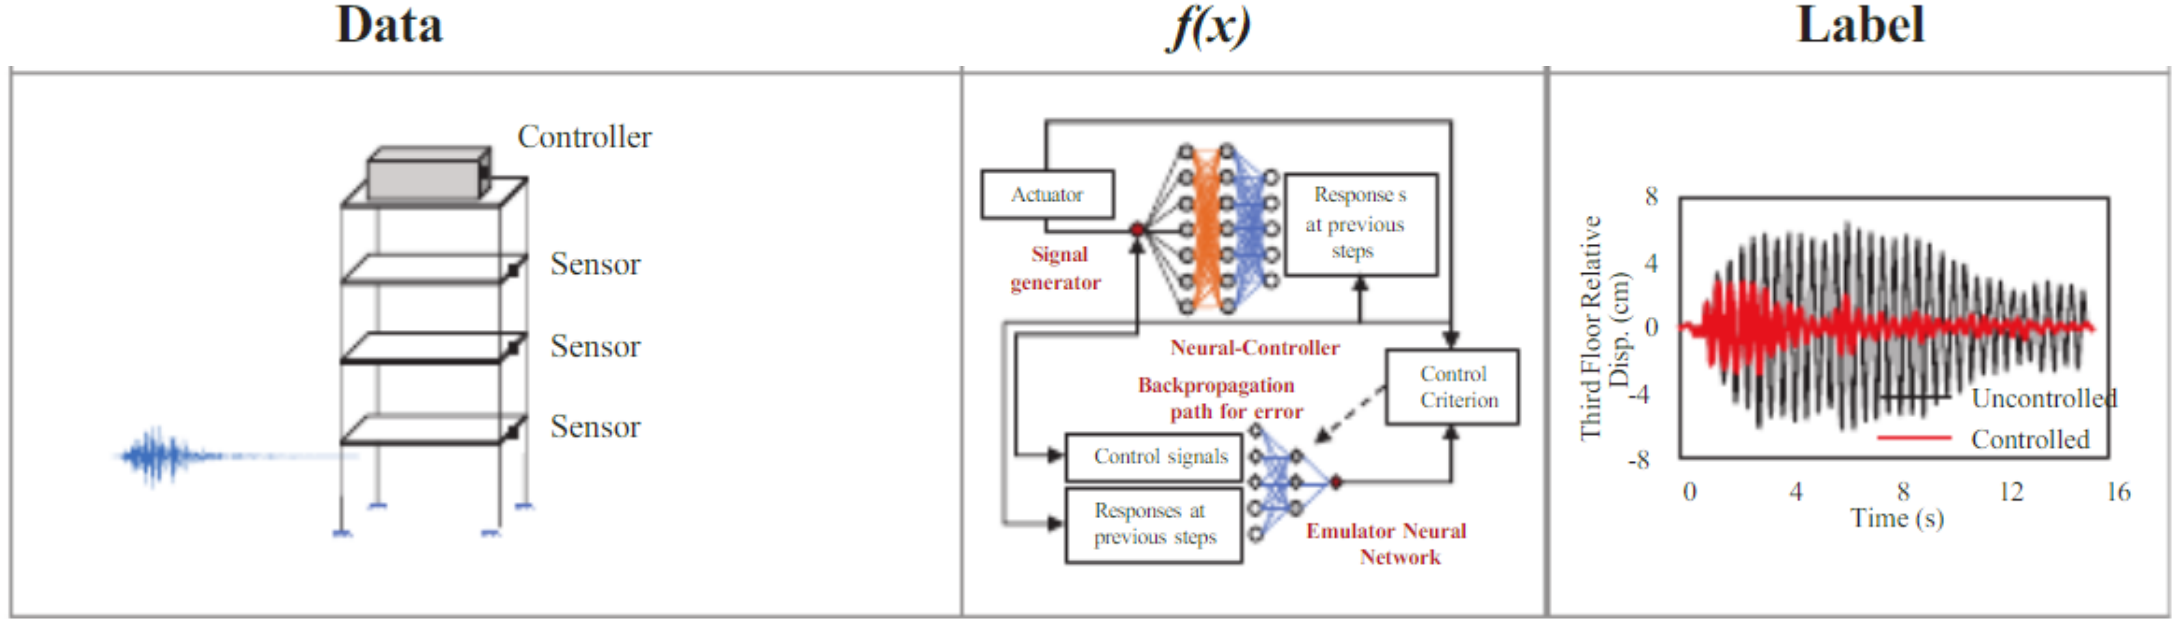 Data
f(x)
Label
Controller
Sensor
Sensor
Sensor
Actuator
Signal
generator
Response s
at previous
steps
Neural-Controller
Backpropagation
path for error
Control
Criterion
Control signals
Responses at
previous steps
Emulator Neural
Network
Third Floor Relative
Disp. (cm)
8
4
0
-4
-8
Uncontrolled
Controlled
0 4 8 12 16
Time (s)